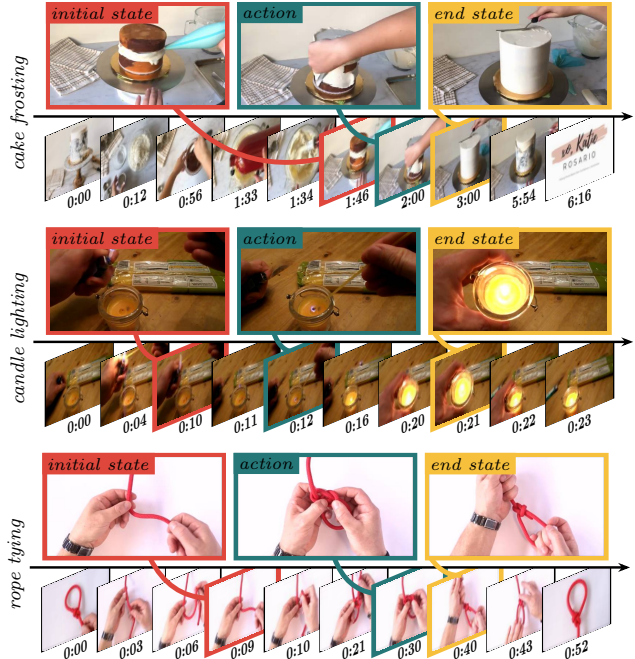 cake frosting
initial state
action
end state
0:00
0:12
0:56
1:33
1:34
1:46
2:00
3:00
5:54
6:16
xo, Katie
ROSARIO
candle lighting
initial state
action
end state
0:00
0:04
0:10
0:11
0:12
0:16
0:20
0:21
0:22
0:23
rope tying
initial state
action
end state
0:00
0:03
0:06
0:09
0:10
0:21
0:30
0:40
0:43
0:52